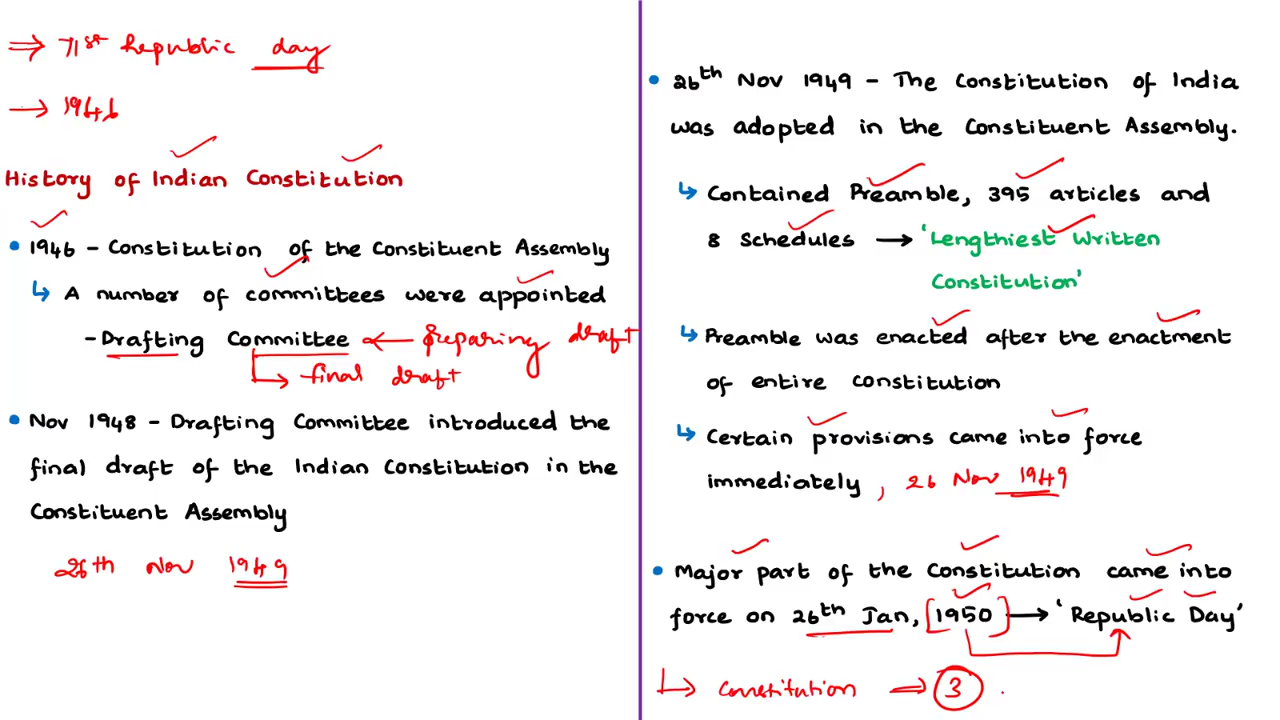 ⇒ 71st Republic day
→ 1946
History of Indian Constitution
• 1946 - Constitution of the Constituent Assembly
↳ A number of committees were appointed
- Drafting Committee ← preparing draft
↳ final draft
• Nov 1948 - Drafting Committee introduced the
final draft of the Indian Constitution in the
Constituent Assembly
26th Nov 1949
• 26th Nov 1949 - The Constitution of India
was adopted in the Constituent Assembly.
↳ Contained Preamble, 395 articles and
8 Schedules → 'Lengthiest Written
Constitution'
↳ Preamble was enacted after the enactment
of entire constitution
↳ Certain provisions came into force
immediately, 26 Nov 1949
• Major part of the Constitution came into
force on 26th Jan, [1950] → 'Republic Day'
↳ Constitution ⇒ 3